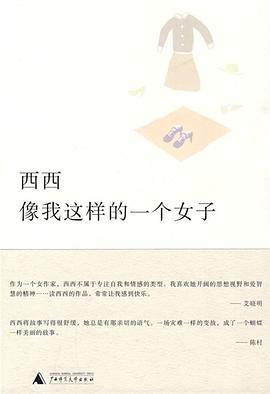 西西
像我这样的一个女子
作为一个女作家，西西不属于专注自我和情感的类型。我喜欢她开阔的思想视野和爱智
慧的精神……读西西的作品，常常让我感到快乐。
——艾晓明
西西将故事写得很舒缓，她总是有那亲切的语气。一场灾难一样的变故，成了一个蝴蝶
一样美丽的故事。
——陈村
广西师范大学出版社